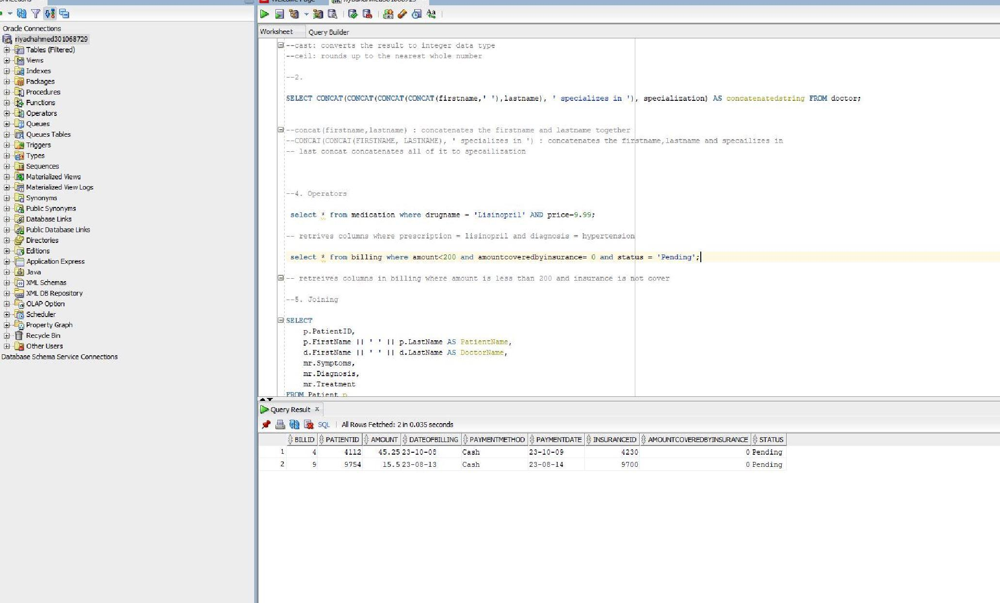 Oracle Connections
riyadhahmed301068729
Tables (Filtered)
Views
Indexes
Packages
Procedures
Functions
Operators
Queues
Queues Tables
Triggers
Types
Sequences
Materialized Views
Materialized View Logs
Synonyms
Public Synonyms
Database Links
Public Database Links
Directories
Editions
Application Express
Java
XML Schemas
XML DB Repository
OLAP Option
Scheduler
Property Graph
Recycle Bin
Other Users
Database Schema Service Connections
Welcome Page
riyadhahmed301068729
Worksheet Query Builder
--cast: converts the result to integer data type
--ceil: rounds up to the nearest whole number
--2.
SELECT CONCAT(CONCAT(CONCAT(CONCAT(firstname,' '),lastname), ' specializes in '), specialization) AS concatenatedstring FROM doctor;
--concat(firstname,lastname) : concatenates the firstname and lastname together
--CONCAT(CONCAT(FIRSTNAME, LASTNAME), ' specializes in ') : concatenates the firstname,lastname and specailizes in
-- last concat concatenates all of it to specailization
--4. Operators
select * from medication where drugname = 'Lisinopril' AND price=9.99;
-- retrives columns where prescription = lisinopril and diagnosis = hypertension
select * from billing where amount<200 and amountcoveredbyinsurance= 0 and status = 'Pending';
-- retreives columns in billing where amount is less than 200 and insurance is not cover
--5. Joining
SELECT
p.PatientID,
p.FirstName || ' ' || p.LastName AS PatientName,
d.FirstName || ' ' || d.LastName AS DoctorName,
mr.Symptoms,
mr.Diagnosis,
mr.Treatment
FROM Patient p
Query Result x
SQL | All Rows Fetched: 2 in 0.035 seconds
BILLID PATIENTID AMOUNT DATEOFBILLING PAYMENTMETHOD PAYMENTDATE INSURANCEID AMOUNTCOVEREDBYINSURANCE STATUS
1 4 4112 45.25 23-10-08 Cash 23-10-09 4230 0 Pending
2 9 9754 15.5 23-08-13 Cash 23-08-14 9700 0 Pending